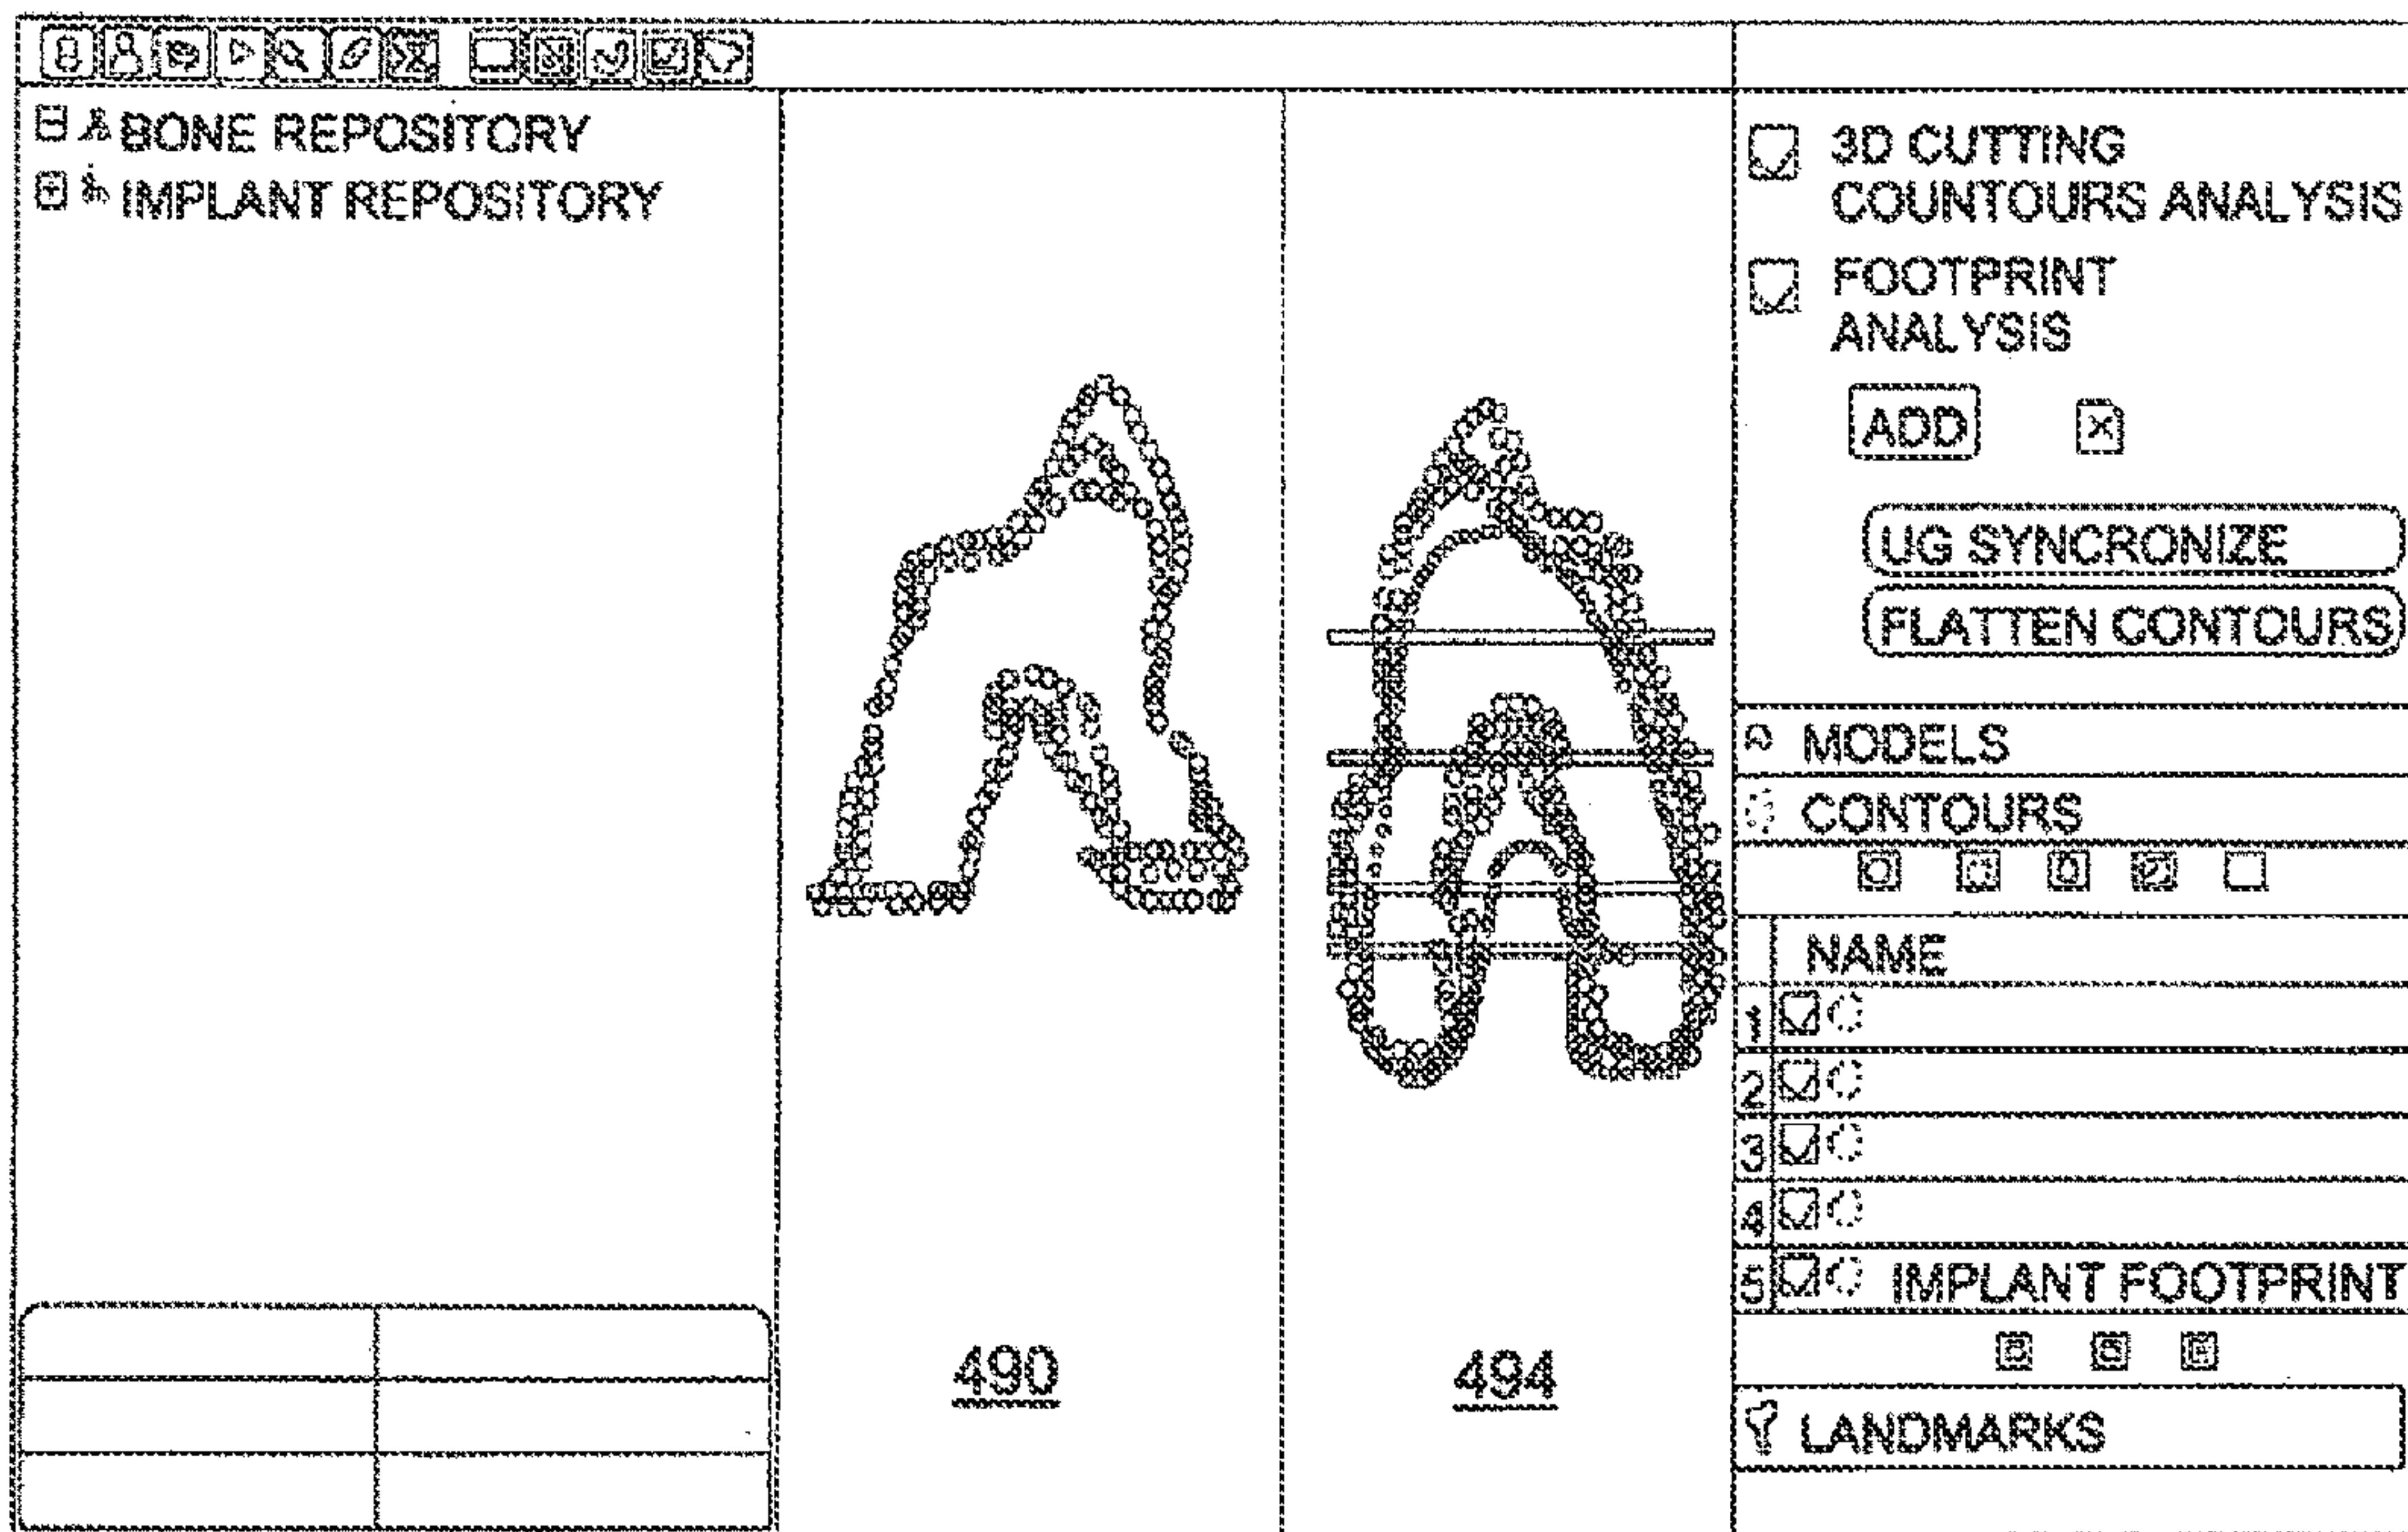 BONE REPOSITORY
IMPLANT REPOSITORY
490
494
3D CUTTING
COUNTOURS ANALYSIS
FOOTPRINT
ANALYSIS
ADD
UG SYNCRONIZE
FLATTEN CONTOURS
MODELS
CONTOURS
NAME
1
2
3
4
5 IMPLANT FOOTPRINT
LANDMARKS